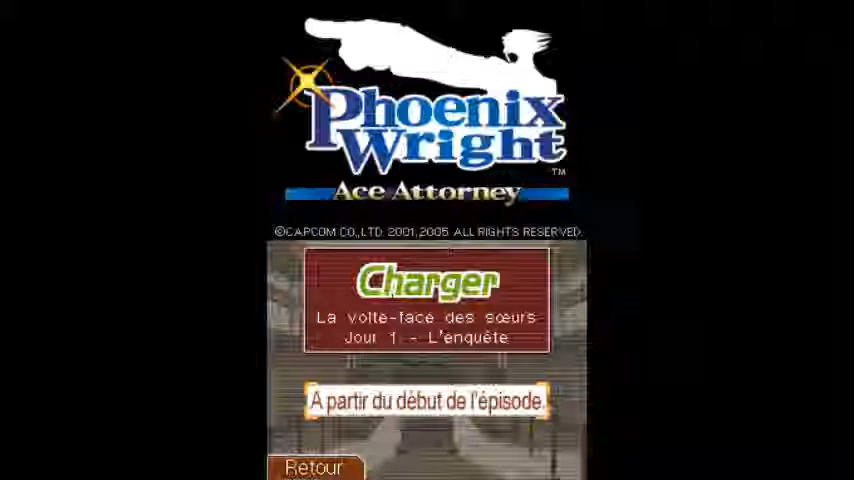 Phoenix
Wright
TM
Ace Attorney
©CAPCOM CO.,LTD. 2001,2005 ALL RIGHTS RESERVED.
Charger
La volte-face des sœurs
Jour 1 - L'enquête
A partir du début de l'épisode.
Retour